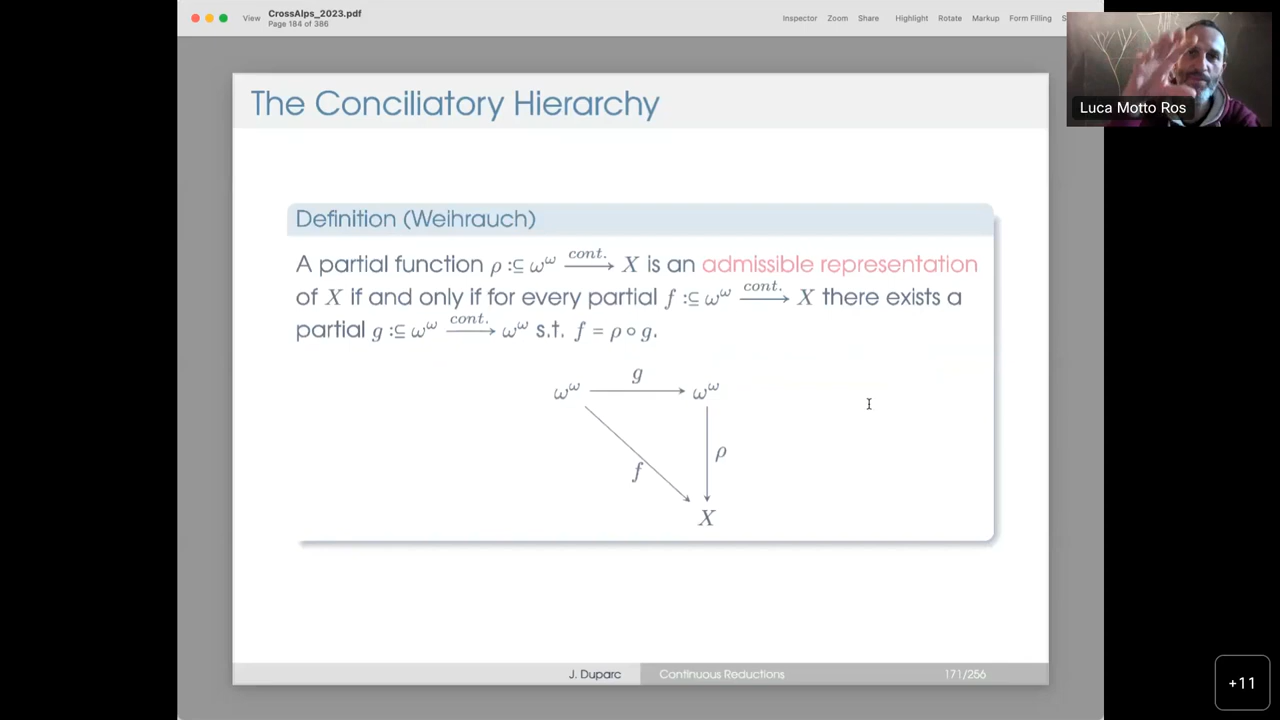 View
CrossAlps_2023.pdf
Page 184 of 386
Inspector Zoom Share Highlight Rotate Markup Form Filling
Luca Motto Ros
The Conciliatory Hierarchy
Definition (Weihrauch)
A partial function ρ :⊆ ω^ω —cont.→ X is an admissible representation
of X if and only if for every partial f :⊆ ω^ω —cont.→ X there exists a
partial g :⊆ ω^ω —cont.→ ω^ω s.t. f = ρ ∘ g.
g
ω^ω ω^ω
f ρ
X
J. Duparc Continuous Reductions 171/256
+11